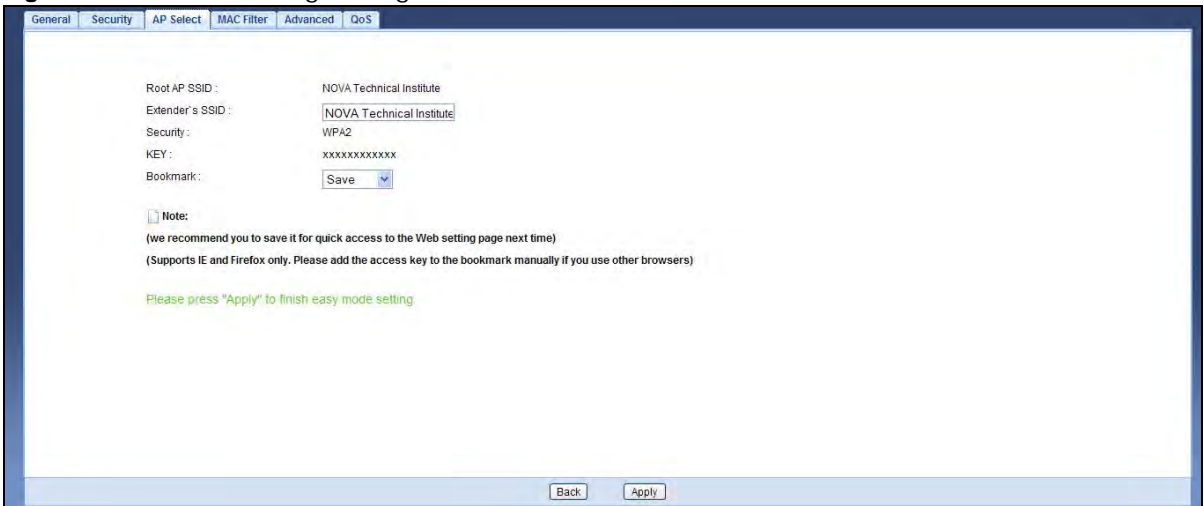 General Security AP Select MAC Filter Advanced QoS
Root AP SSID : NOVA Technical Institute
Extender`s SSID : NOVA Technical Institute
Security : WPA2
KEY : xxxxxxxxxxxx
Bookmark : Save
Note:
(we recommend you to save it for quick access to the Web setting page next time)
(Supports IE and Firefox only. Please add the access key to the bookmark manually if you use other browsers)
Please press "Apply" to finish easy mode setting
Back Apply